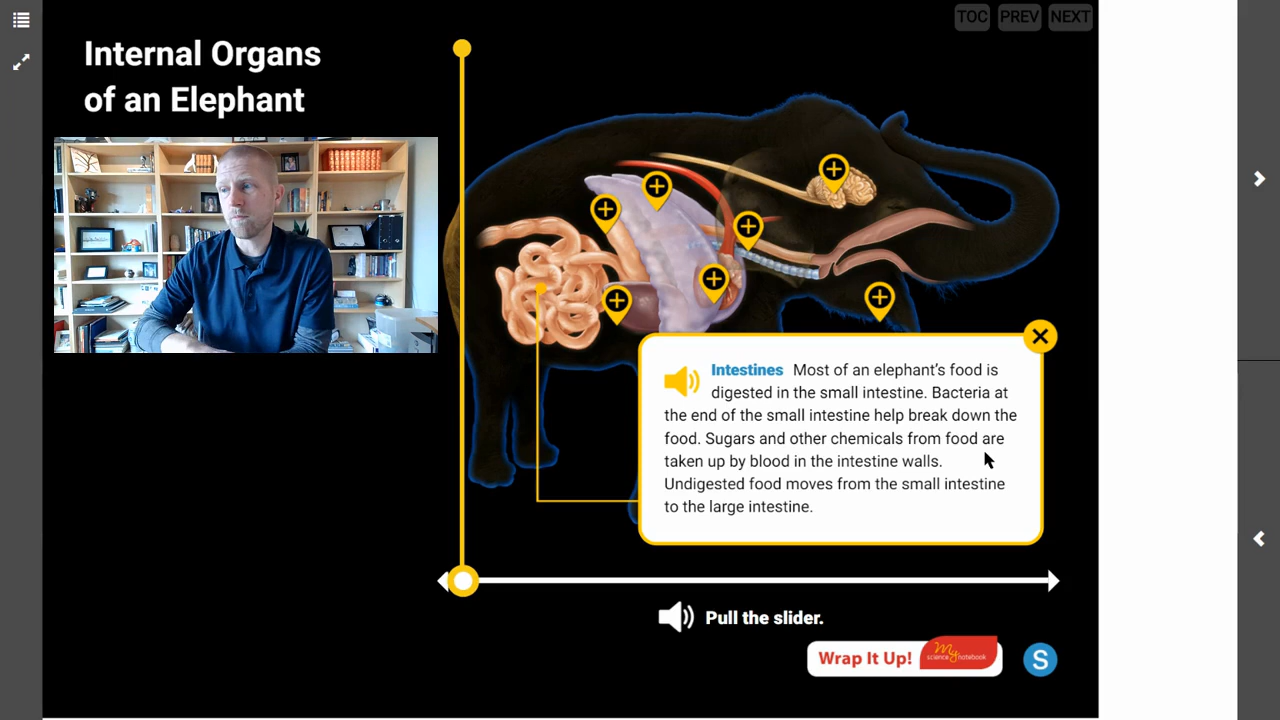 TOC PREV NEXT
Internal Organs
of an Elephant
Intestines Most of an elephant's food is
digested in the small intestine. Bacteria at
the end of the small intestine help break down the
food. Sugars and other chemicals from food are
taken up by blood in the intestine walls.
Undigested food moves from the small intestine
to the large intestine.
Pull the slider.
Wrap It Up! My science notebook
S